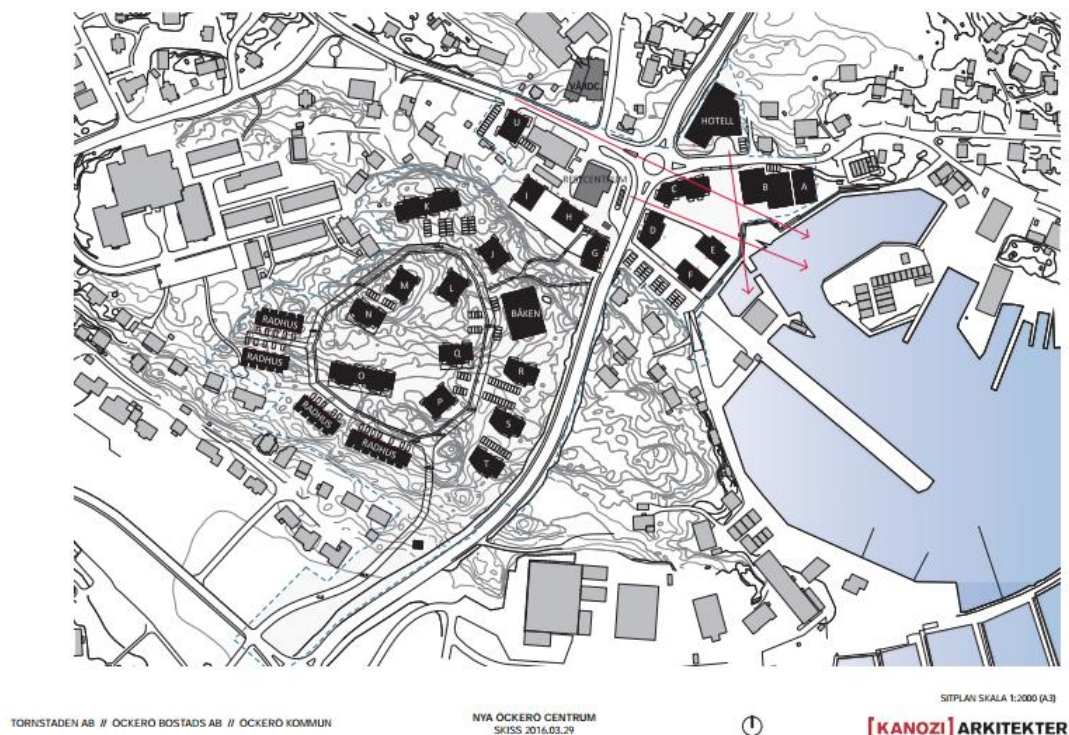 VÅRDC.
HOTELL
U
RESECENTRUM
C
B
A
I
H
K
D
G
E
J
F
M
L
N
BÅKEN
RADHUS
RADHUS
Q
R
O
P
RADHUS
S
RADHUS
T
SITPLAN SKALA 1:2000 (A3)
TORNSTADEN AB // ÖCKERÖ BOSTADS AB // ÖCKERÖ KOMMUN
NYA ÖCKERÖ CENTRUM
SKISS 2016.03.29
[KANOZI] ARKITEKTER